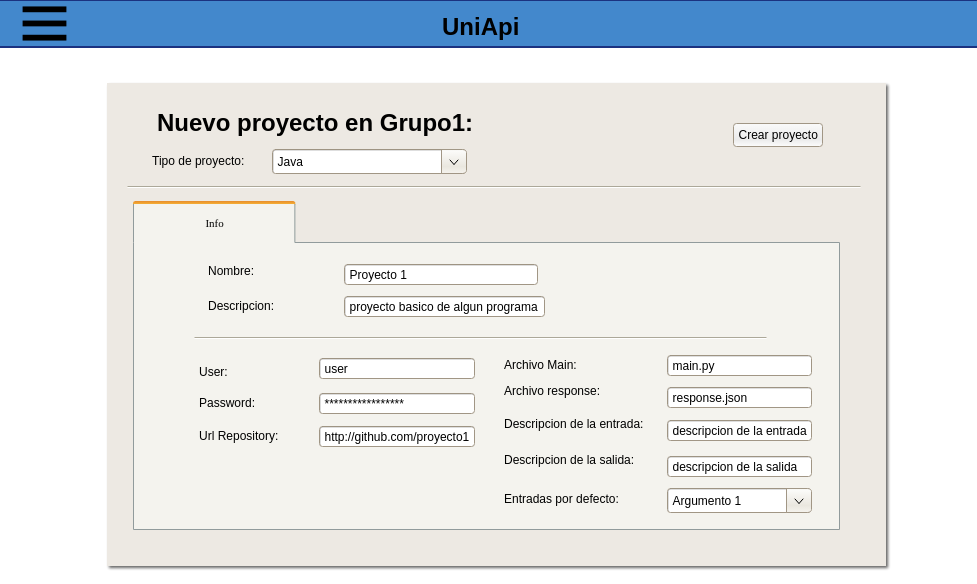 UniApi
Nuevo proyecto en Grupo1:
Crear proyecto
Tipo de proyecto: Java
Info
Nombre: Proyecto 1
Descripcion: proyecto basico de algun programa
User: user
Password: *****************
Url Repository: http://github.com/proyecto1
Archivo Main: main.py
Archivo response: response.json
Descripcion de la entrada: descripcion de la entrada
Descripcion de la salida: descripcion de la salida
Entradas por defecto: Argumento 1